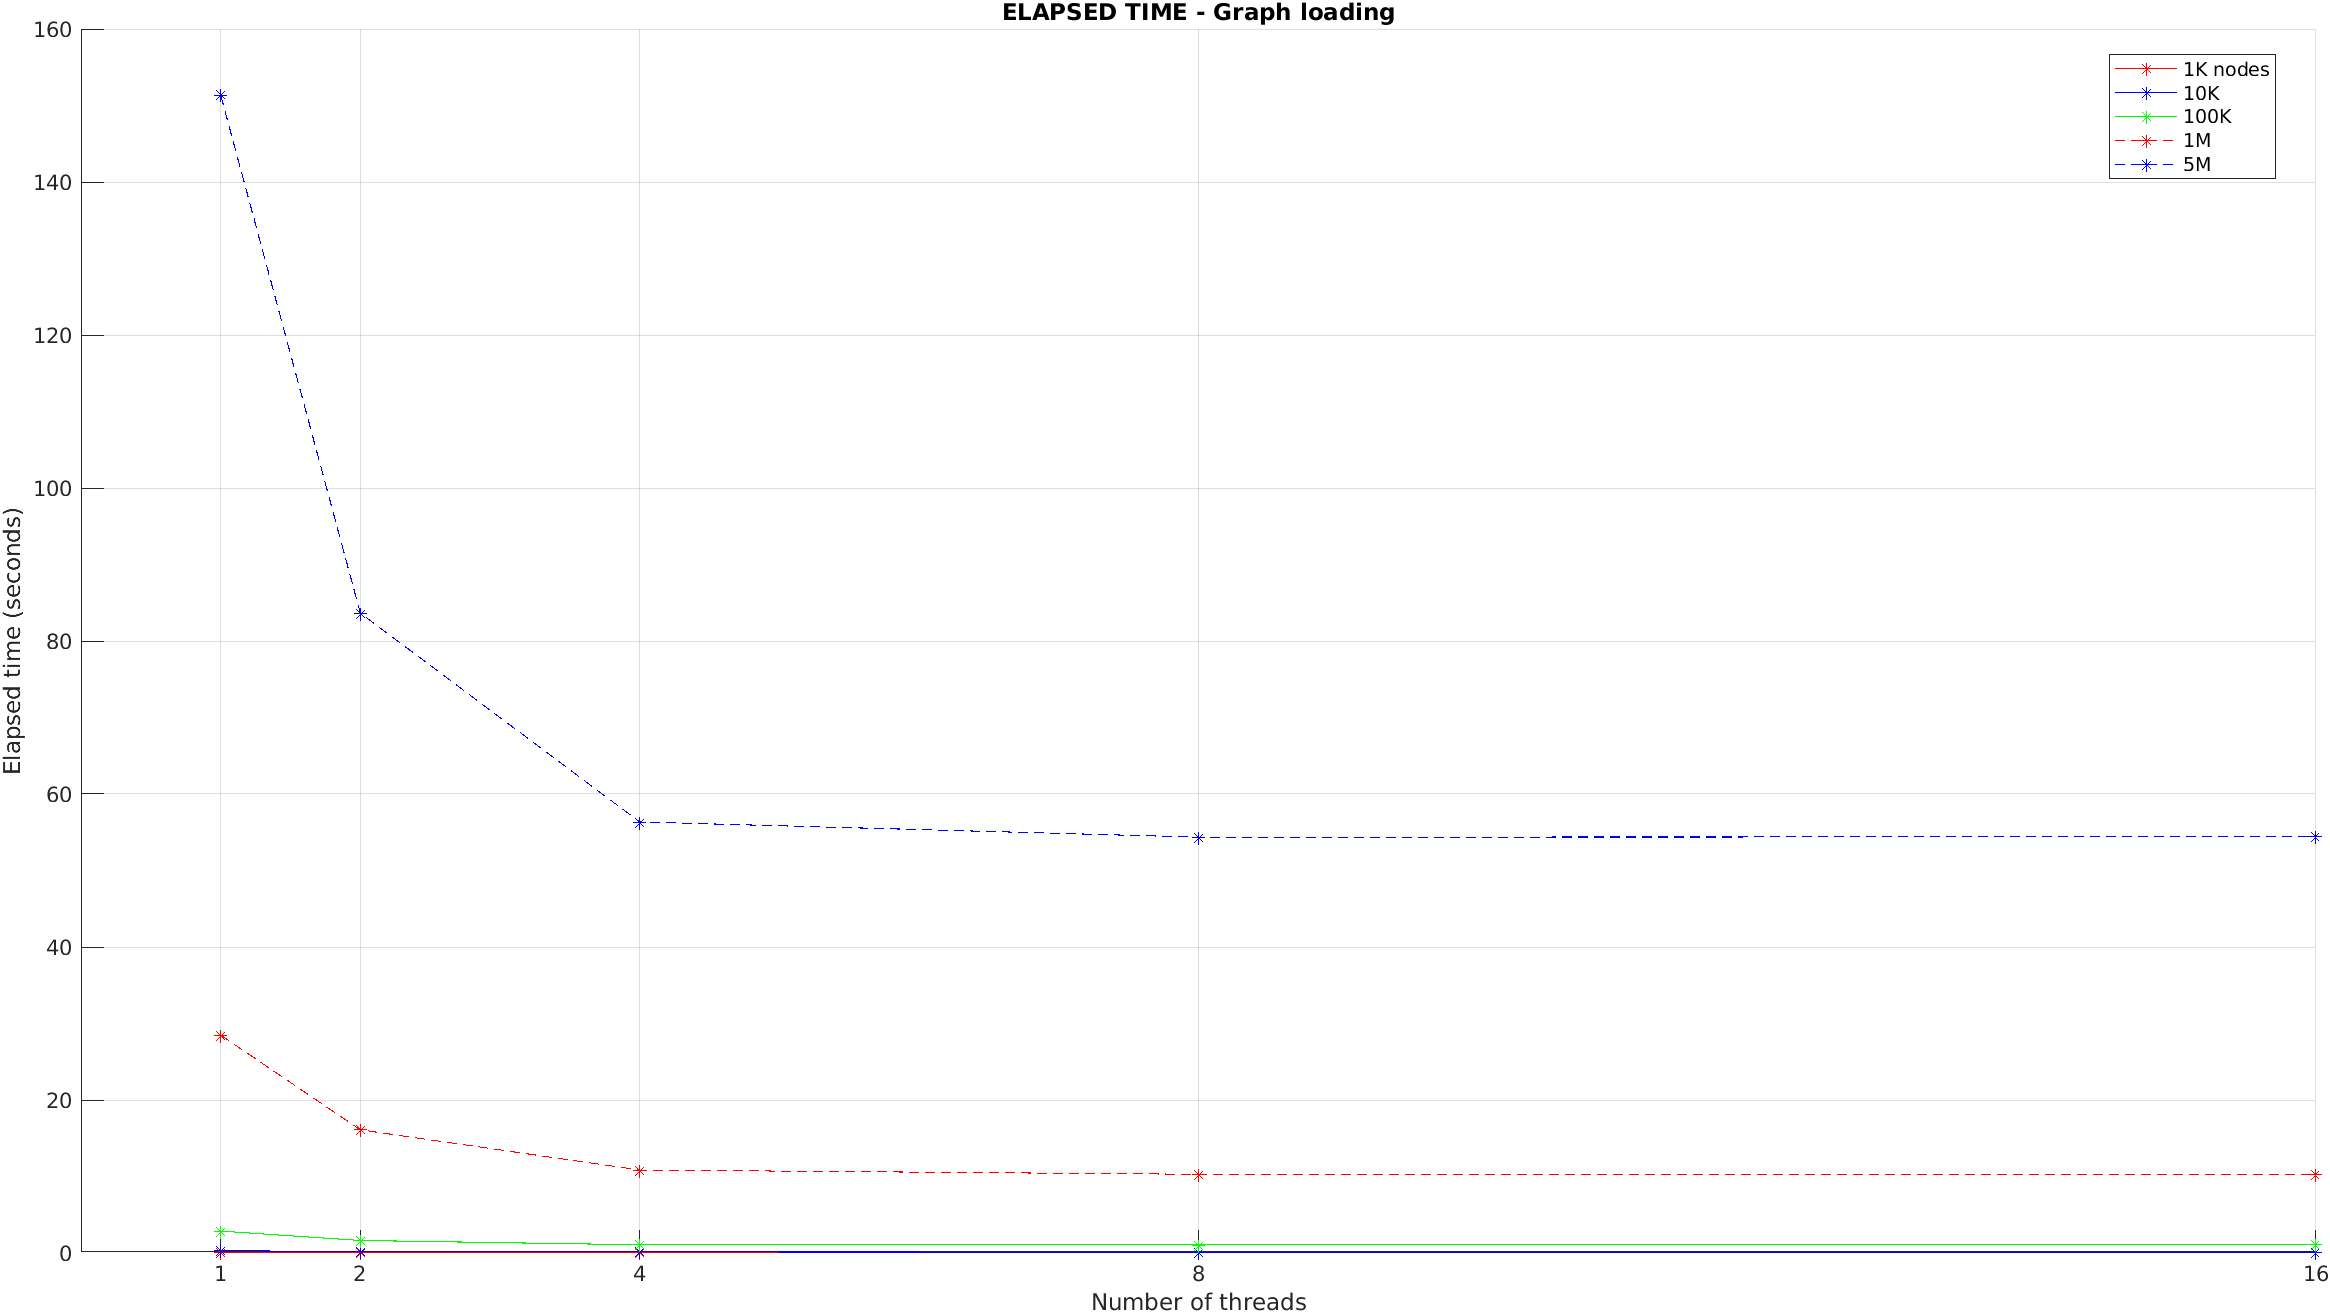 ELAPSED TIME - Graph loading
160
140
120
100
80
60
40
20
0
Elapsed time (seconds)
1K nodes
10K
100K
1M
5M
1 2 4 8 16
Number of threads